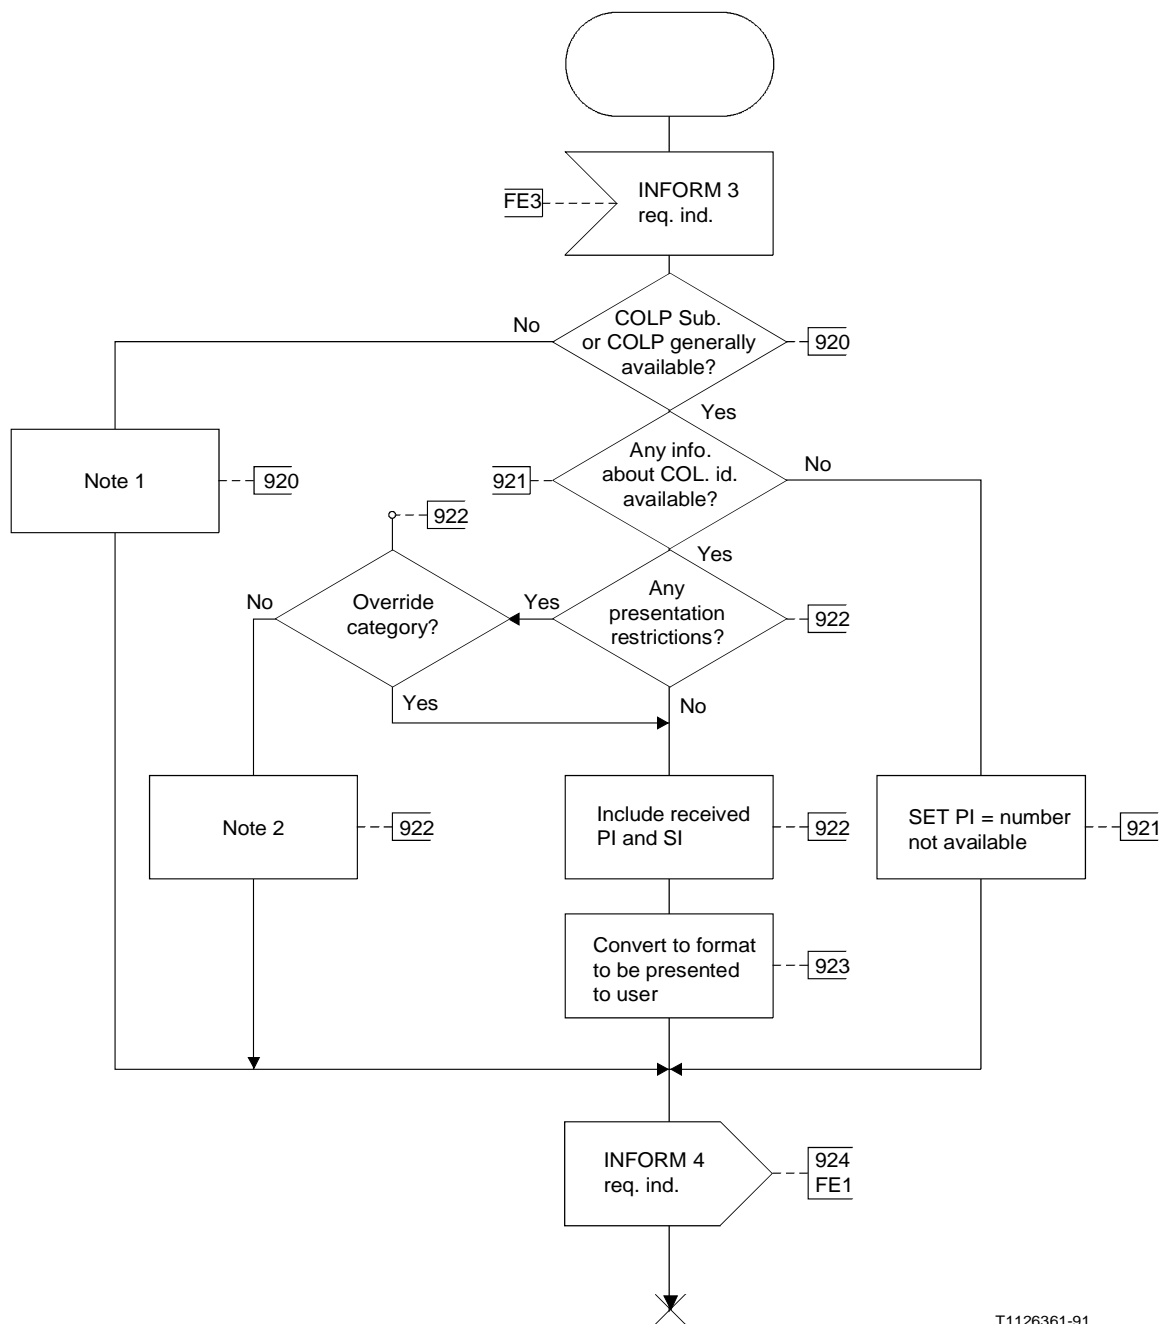 INFORM 3
req. ind.
FE3
COLP Sub.
or COLP generally
available?
No
920
Yes
Note 1
920
Any info.
about COL. id.
available?
921
No
922
Yes
No
Override
category?
Yes
Any
presentation
restrictions?
922
Yes
No
Note 2
922
Include received
PI and SI
922
SET PI = number
not available
921
Convert to format
to be presented
to user
923
INFORM 4
req. ind.
924
FE1
T1126361-91